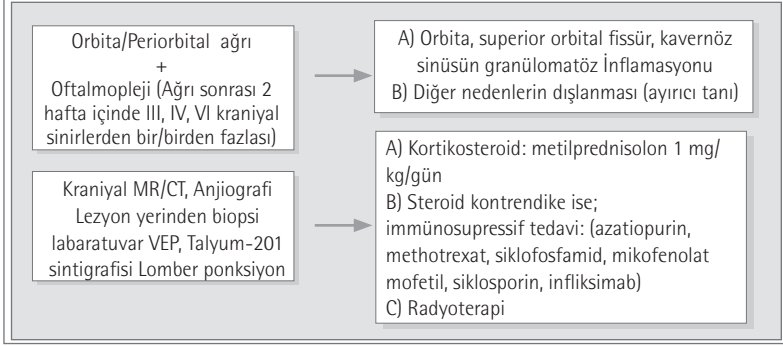 Orbita/Periorbital ağrı
+
Oftalmopleji (Ağrı sonrası 2
hafta içinde III, IV, VI kraniyal
sinirlerden bir/birden fazlası)
A) Orbita, superior orbital fissür, kavernöz
sinüsün granülomatöz İnflamasyonu
B) Diğer nedenlerin dışlanması (ayırıcı tanı)
Kraniyal MR/CT, Anjiografi
Lezyon yerinden biopsi
labaratuvar VEP, Talyum-201
sintigrafisi Lomber ponksiyon
A) Kortikosteroid: metilprednisolon 1 mg/
kg/gün
B) Steroid kontrendike ise;
immünosupressif tedavi: (azatiopurin,
methotrexat, siklofosfamid, mikofenolat
mofetil, siklosporin, infliksimab)
C) Radyoterapi